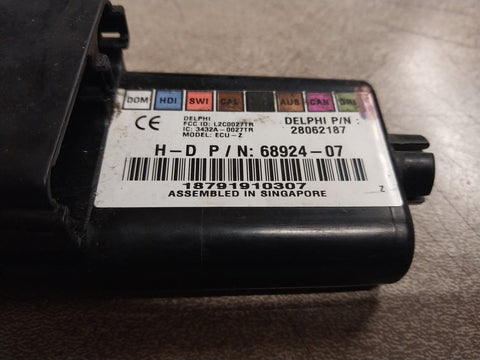 DOM HDI SWI CAL AUS CAN
CE DELPHI
FCC ID: L2C0027TR
IC: 3432A-0027TR
MODEL: ECU-Z
DELPHI P/N:
28062187
H-D P/N: 68924-07
18791910307
ASSEMBLED IN SINGAPORE
Z